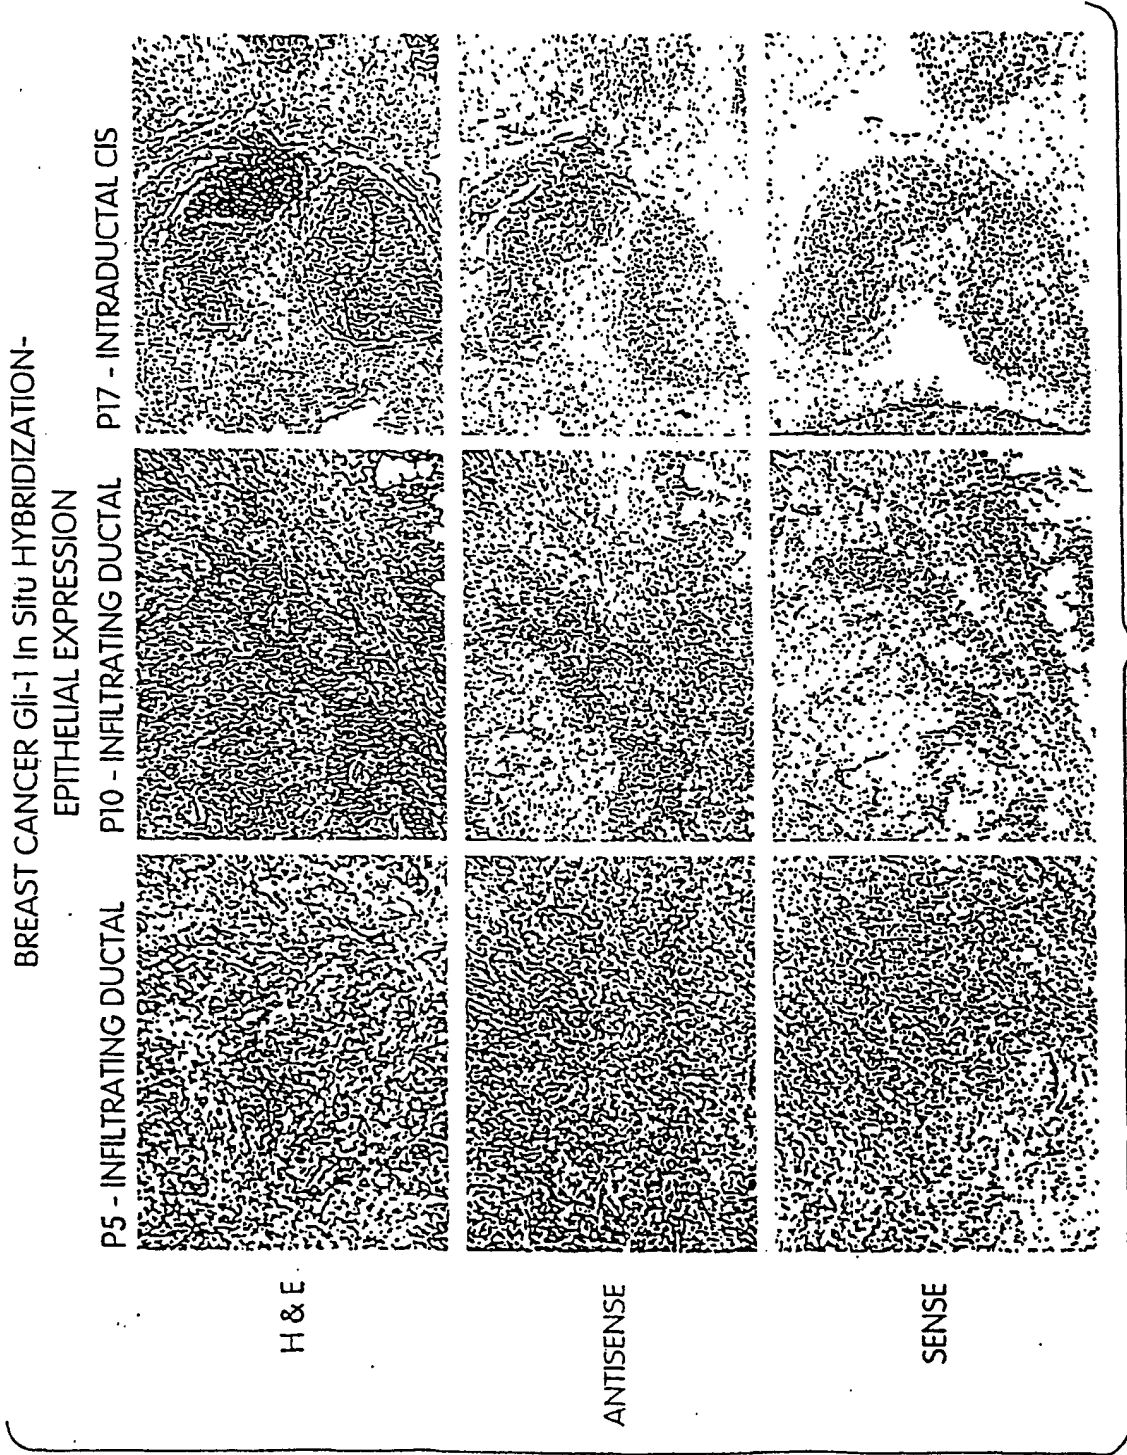 BREAST CANCER Gli-1 In Situ HYBRIDIZATION-
EPITHELIAL EXPRESSION
P5 - INFILTRATING DUCTAL P10 - INFILTRATING DUCTAL P17 - INTRADUCTAL CIS
H & E
ANTISENSE
SENSE